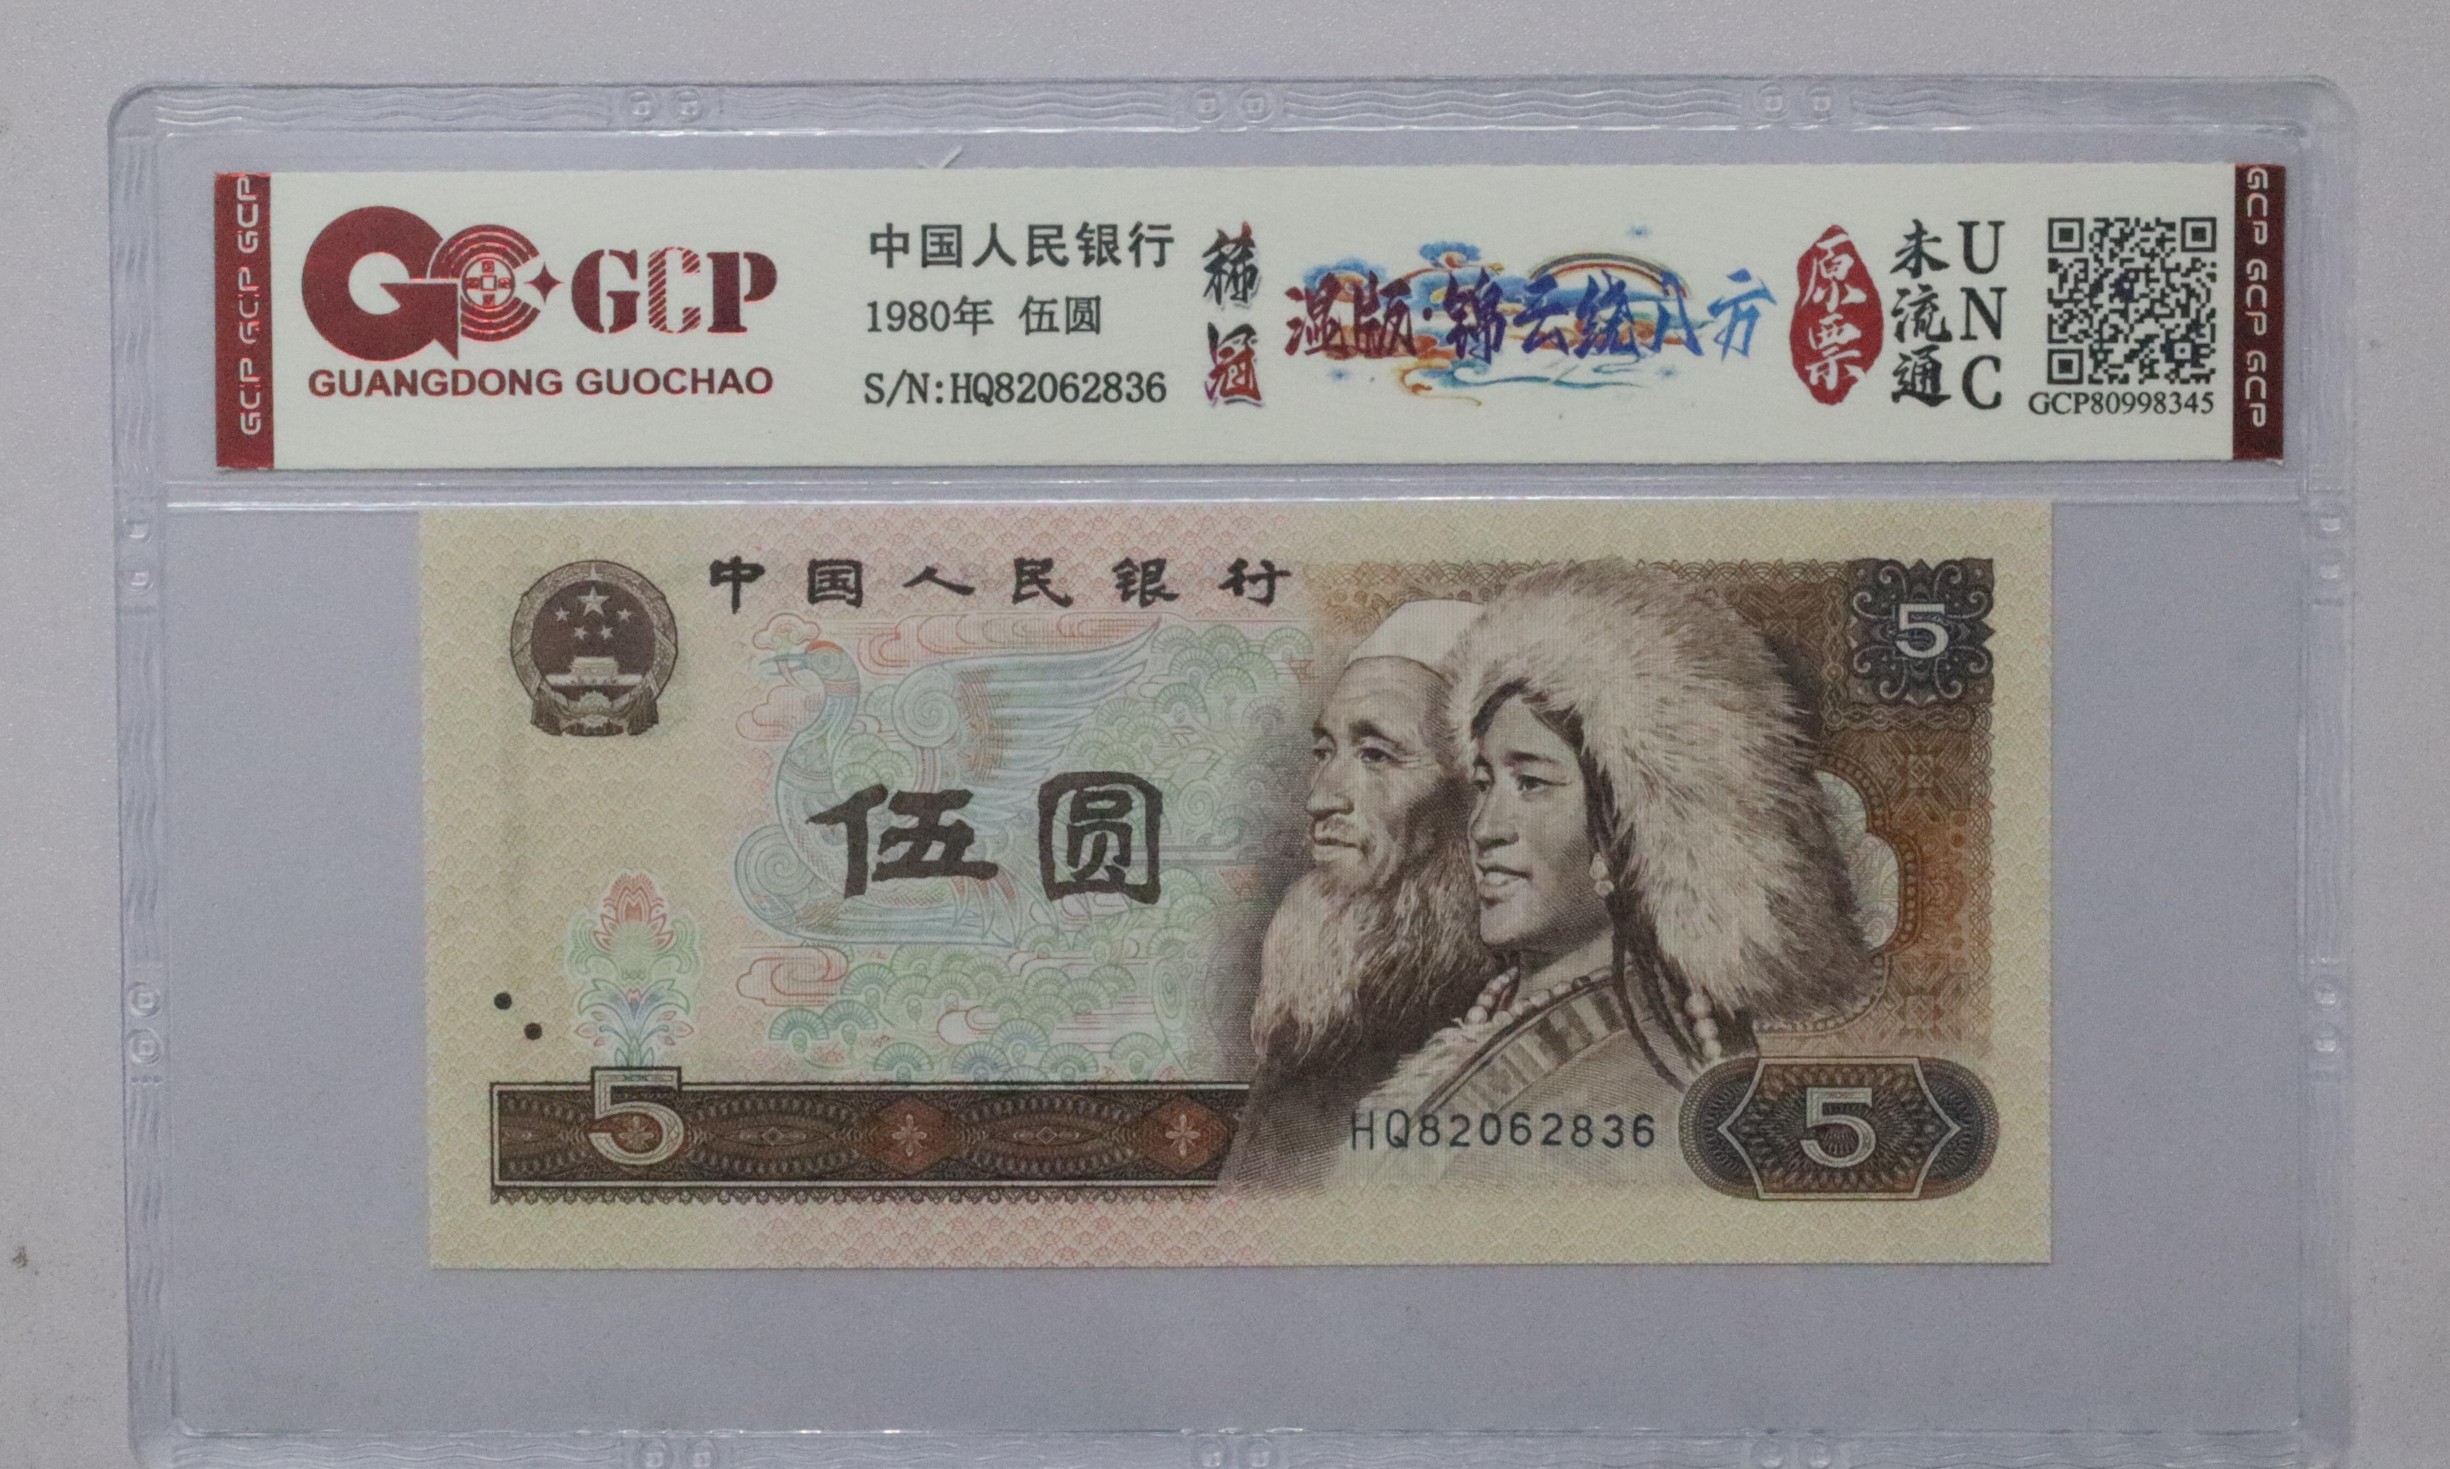 GCP GCP GCP
GCP
GUANGDONG GUOCHAO
中国人民银行
1980年 伍圆
S/N:HQ82062836
冠
湿版·锦云绕八方
原票
未流通
UNC
GCP80998345
GCP GCP GCP
中国人民银行
5
伍圆
5
HQ82062836
5